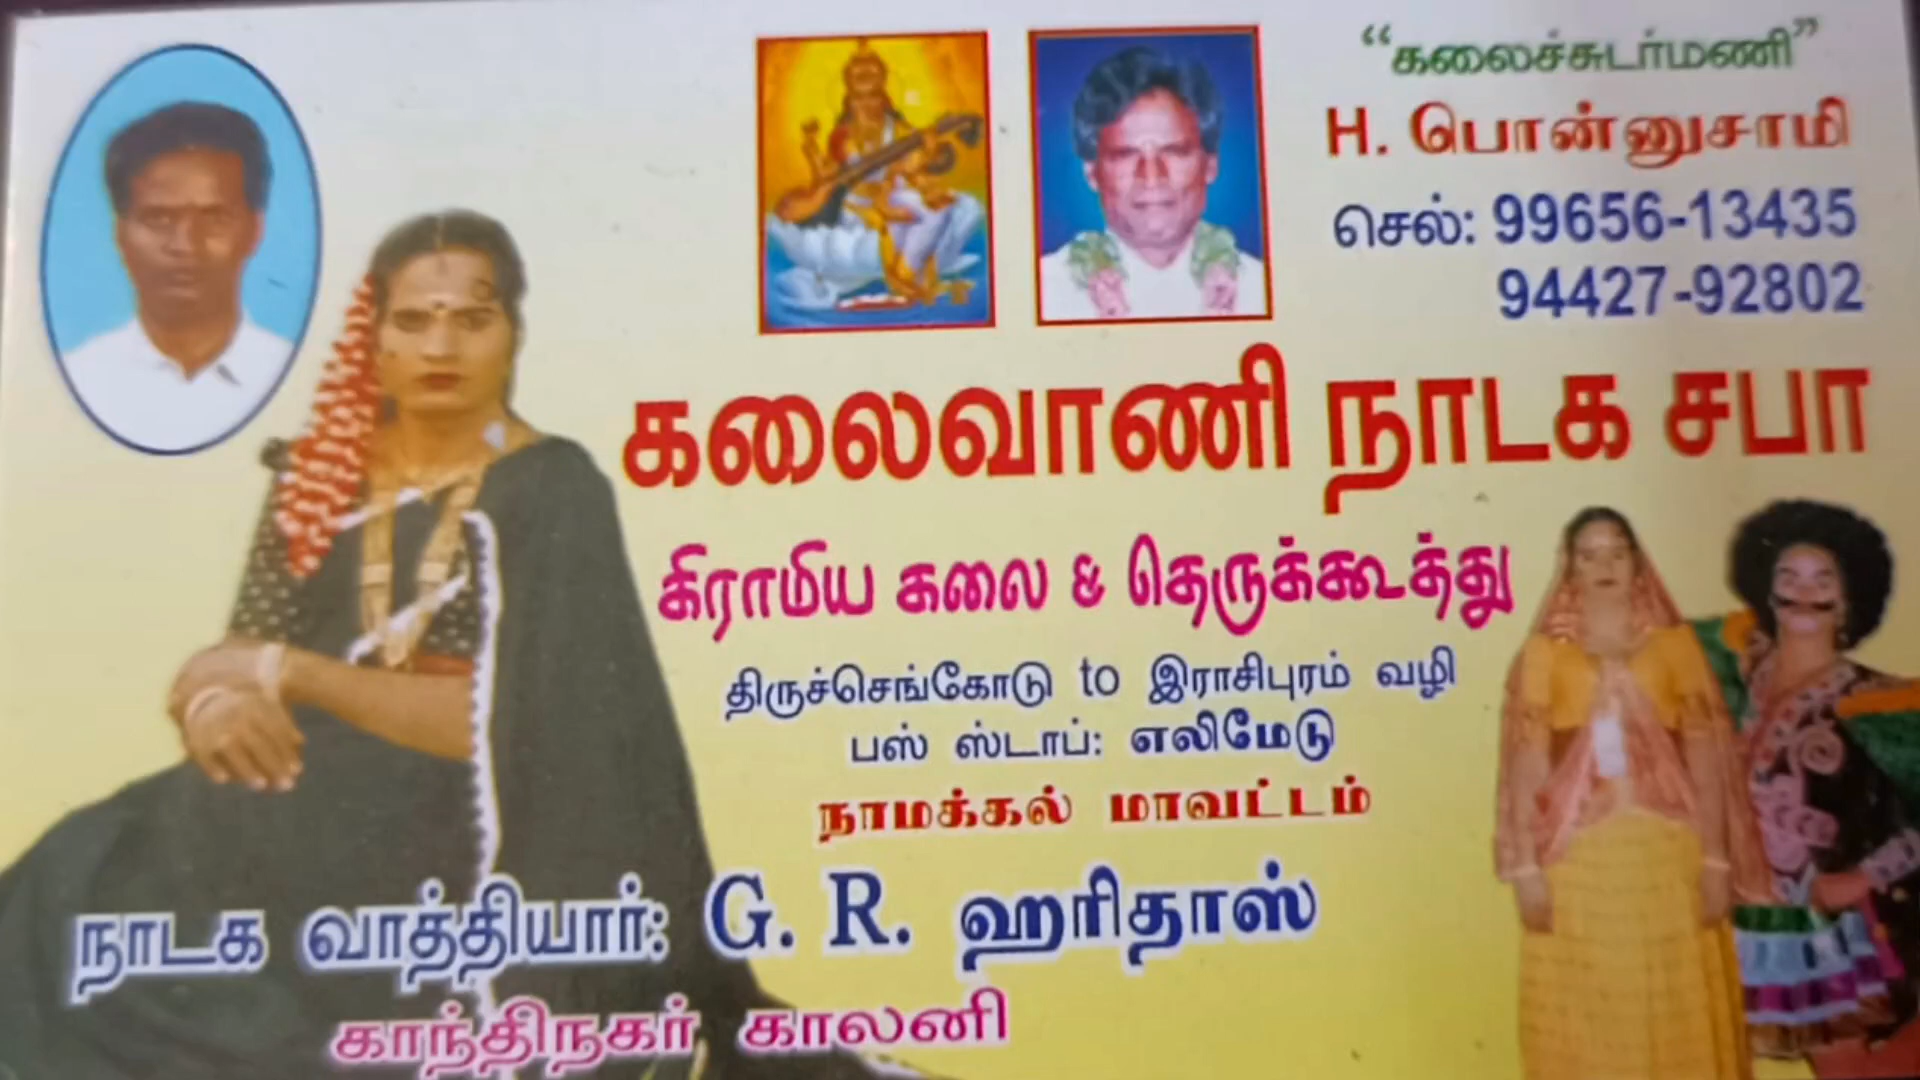 “கலைச்சுடர்மணி”
H. பொன்னுசாமி
செல்: 99656-13435
94427-92802
கலைவாணி நாடக சபா
கிராமிய கலை & தெருக்கூத்து
திருச்செங்கோடு to இராசிபுரம் வழி
பஸ் ஸ்டாப்: எலிமேடு
நாமக்கல் மாவட்டம்
நாடக வாத்தியார்: G. R. ஹரிதாஸ்
காந்திநகர் காலனி